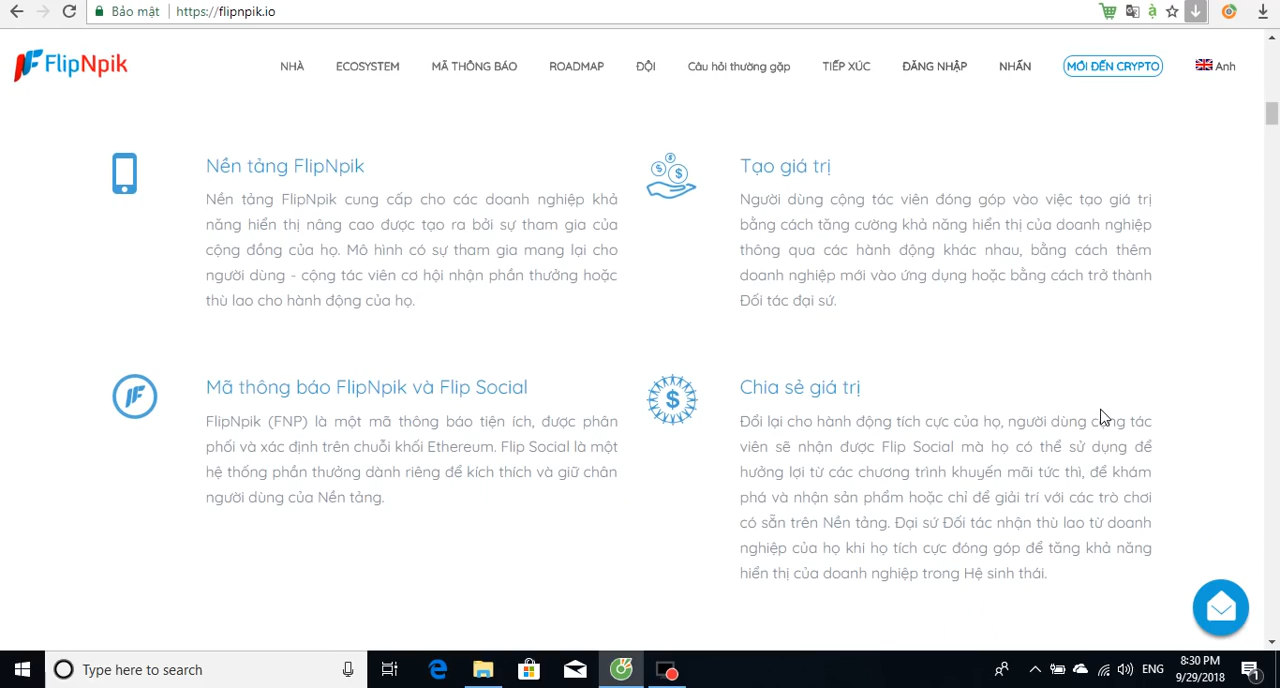 Bảo mật https://flipnpik.io
FlipNpik NHÀ ECOSYSTEM MÃ THÔNG BÁO ROADMAP ĐỘI Câu hỏi thường gặp TIẾP XÚC ĐĂNG NHẬP NHẤN MỚI ĐẾN CRYPTO Anh
Nền tảng FlipNpik
Nền tảng FlipNpik cung cấp cho các doanh nghiệp khả
năng hiển thị nâng cao được tạo ra bởi sự tham gia của
cộng đồng của họ. Mô hình có sự tham gia mang lại cho
người dùng - cộng tác viên cơ hội nhận phần thưởng hoặc
thù lao cho hành động của họ.
Tạo giá trị
Người dùng cộng tác viên đóng góp vào việc tạo giá trị
bằng cách tăng cường khả năng hiển thị của doanh nghiệp
thông qua các hành động khác nhau, bằng cách thêm
doanh nghiệp mới vào ứng dụng hoặc bằng cách trở thành
Đối tác đại sứ.
Mã thông báo FlipNpik và Flip Social
FlipNpik (FNP) là một mã thông báo tiện ích, được phân
phối và xác định trên chuỗi khối Ethereum. Flip Social là một
hệ thống phần thưởng dành riêng để kích thích và giữ chân
người dùng của Nền tảng.
Chia sẻ giá trị
Đổi lại cho hành động tích cực của họ, người dùng cộng tác
viên sẽ nhận được Flip Social mà họ có thể sử dụng để
hưởng lợi từ các chương trình khuyến mãi tức thì, để khám
phá và nhận sản phẩm hoặc chỉ để giải trí với các trò chơi
có sẵn trên Nền tảng. Đại sứ Đối tác nhận thù lao từ doanh
nghiệp của họ khi họ tích cực đóng góp để tăng khả năng
hiển thị của doanh nghiệp trong Hệ sinh thái.
Type here to search
ENG
8:30 PM
9/29/2018
1